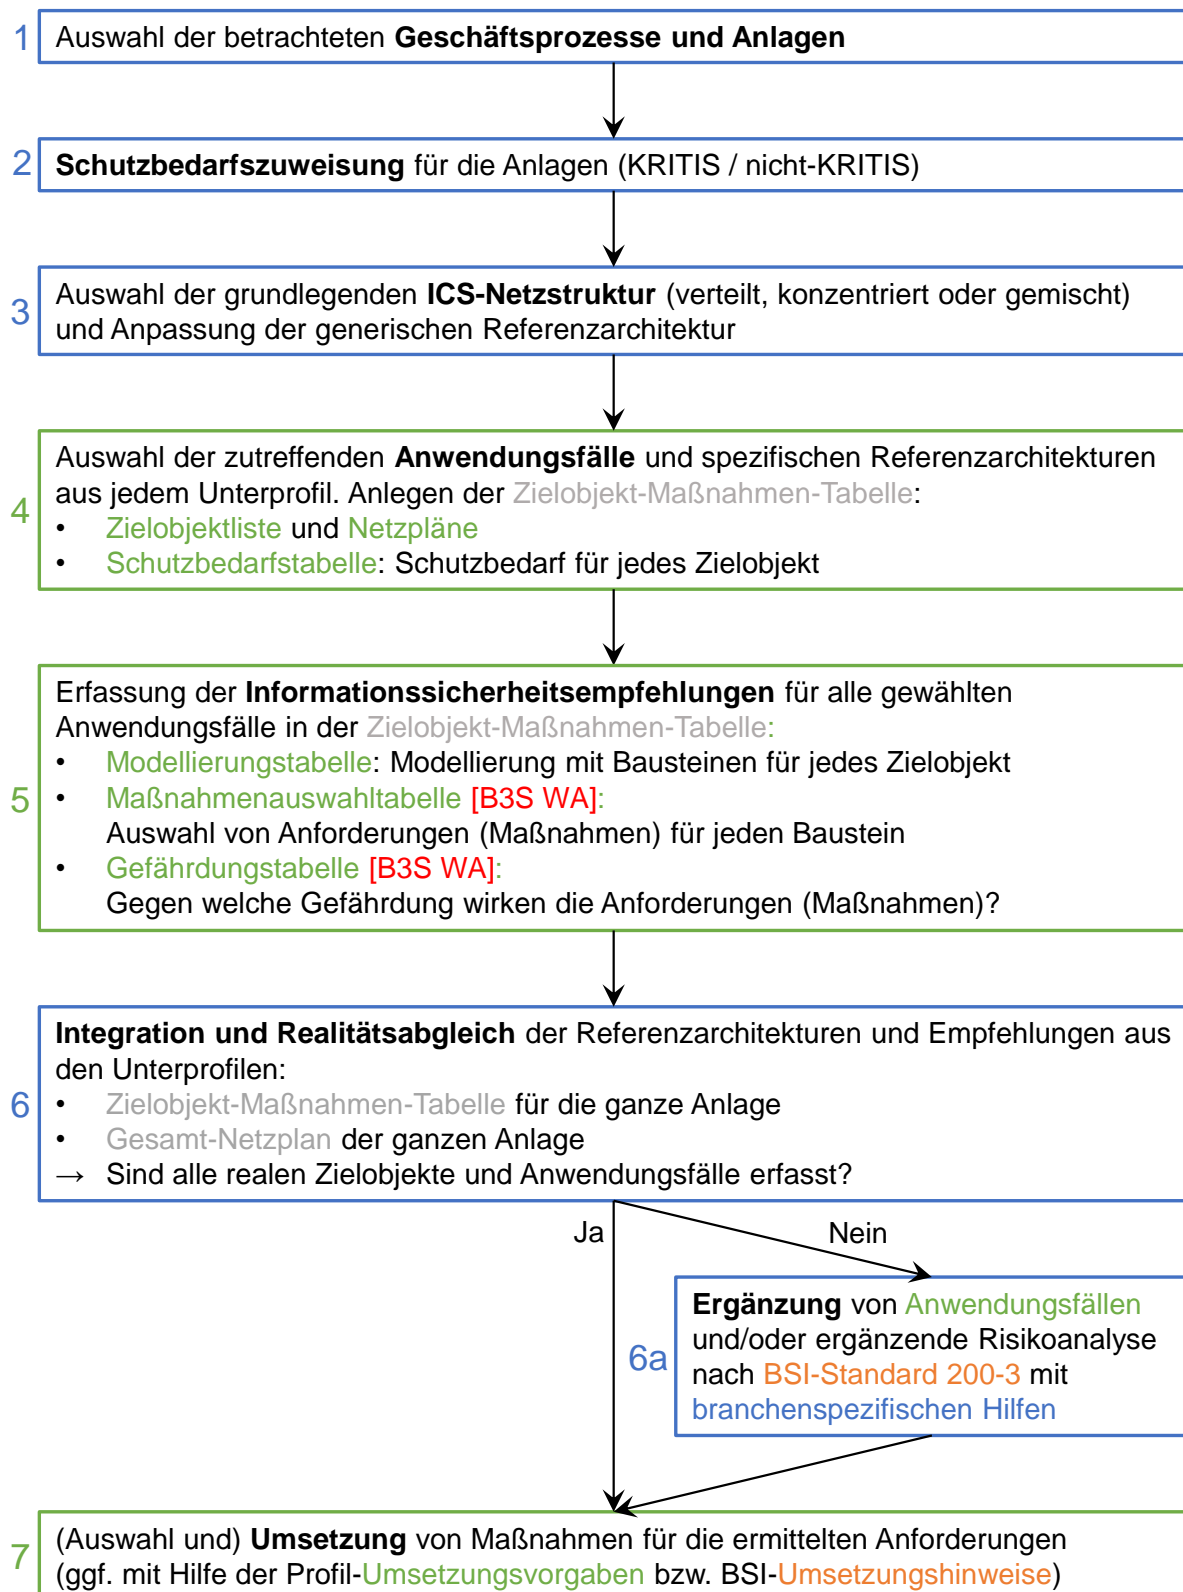 1
Auswahl der betrachteten Geschäftsprozesse und Anlagen
2
Schutzbedarfszuweisung für die Anlagen (KRITIS / nicht-KRITIS)
3
Auswahl der grundlegenden ICS-Netzstruktur (verteilt, konzentriert oder gemischt)
und Anpassung der generischen Referenzarchitektur
4
Auswahl der zutreffenden Anwendungsfälle und spezifischen Referenzarchitekturen
aus jedem Unterprofil. Anlegen der Zielobjekt-Maßnahmen-Tabelle:
• Zielobjektliste und Netzpläne
• Schutzbedarfstabelle: Schutzbedarf für jedes Zielobjekt
5
Erfassung der Informationssicherheitsempfehlungen für alle gewählten
Anwendungsfälle in der Zielobjekt-Maßnahmen-Tabelle:
• Modellierungstabelle: Modellierung mit Bausteinen für jedes Zielobjekt
• Maßnahmenauswahltabelle [B3S WA]:
Auswahl von Anforderungen (Maßnahmen) für jeden Baustein
• Gefährdungstabelle [B3S WA]:
Gegen welche Gefährdung wirken die Anforderungen (Maßnahmen)?
6
Integration und Realitätsabgleich der Referenzarchitekturen und Empfehlungen aus
den Unterprofilen:
• Zielobjekt-Maßnahmen-Tabelle für die ganze Anlage
• Gesamt-Netzplan der ganzen Anlage
→ Sind alle realen Zielobjekte und Anwendungsfälle erfasst?
Ja
Nein
6a
Ergänzung von Anwendungsfällen
und/oder ergänzende Risikoanalyse
nach BSI-Standard 200-3 mit
branchenspezifischen Hilfen
7
(Auswahl und) Umsetzung von Maßnahmen für die ermittelten Anforderungen
(ggf. mit Hilfe der Profil-Umsetzungsvorgaben bzw. BSI-Umsetzungshinweise)